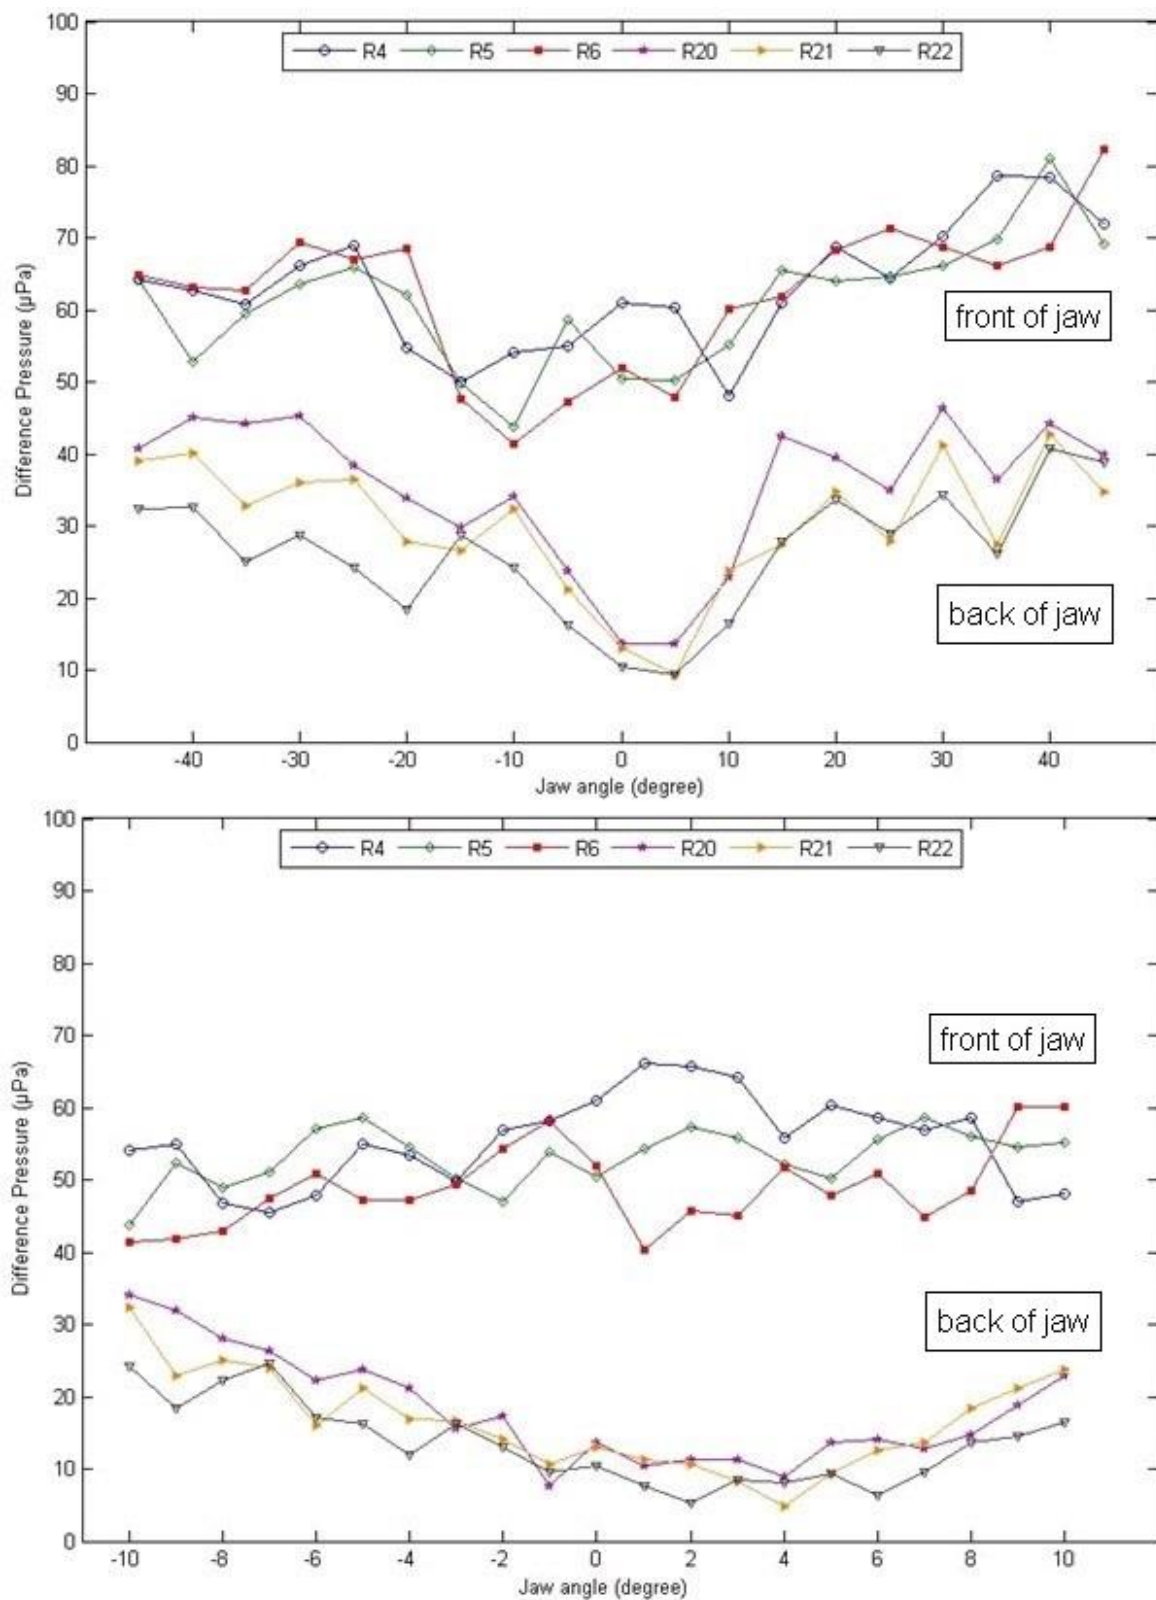 100
R4 R5 R6 R20 R21 R22
90
80
70
60
front of jaw
50
Difference Pressure (µPa)
40
30
back of jaw
20
10
0
-40 -30 -20 -10 0 10 20 30 40
Jaw angle (degree)
100
R4 R5 R6 R20 R21 R22
90
80
70
front of jaw
60
50
Difference Pressure (µPa)
40
30
back of jaw
20
10
0
-10 -8 -6 -4 -2 0 2 4 6 8 10
Jaw angle (degree)